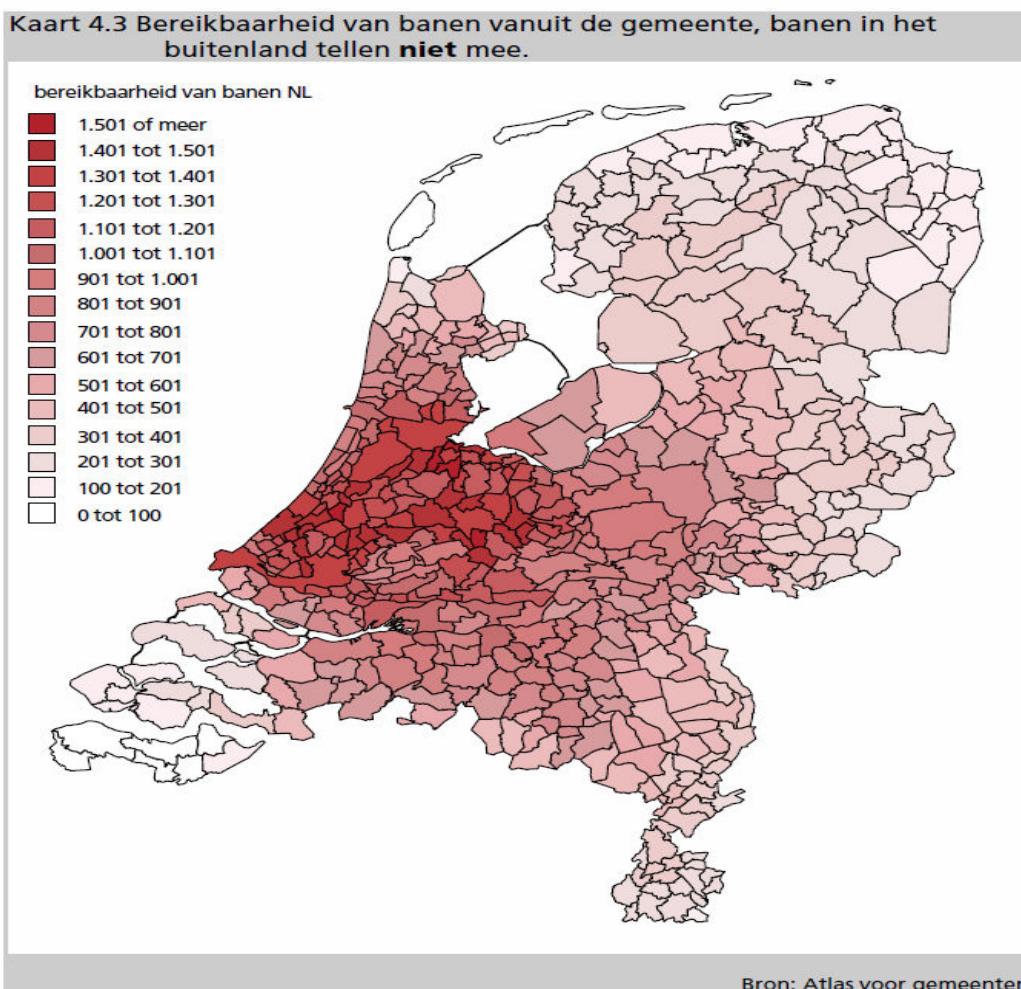 Kaart 4.3 Bereikbaarheid van banen vanuit de gemeente, banen in het
buitenland tellen niet mee.
bereikbaarheid van banen NL
1.501 of meer
1.401 tot 1.501
1.301 tot 1.401
1.201 tot 1.301
1.101 tot 1.201
1.001 tot 1.101
901 tot 1.001
801 tot 901
701 tot 801
601 tot 701
501 tot 601
401 tot 501
301 tot 401
201 tot 301
100 tot 201
0 tot 100
Bron: Atlas voor gemeenten